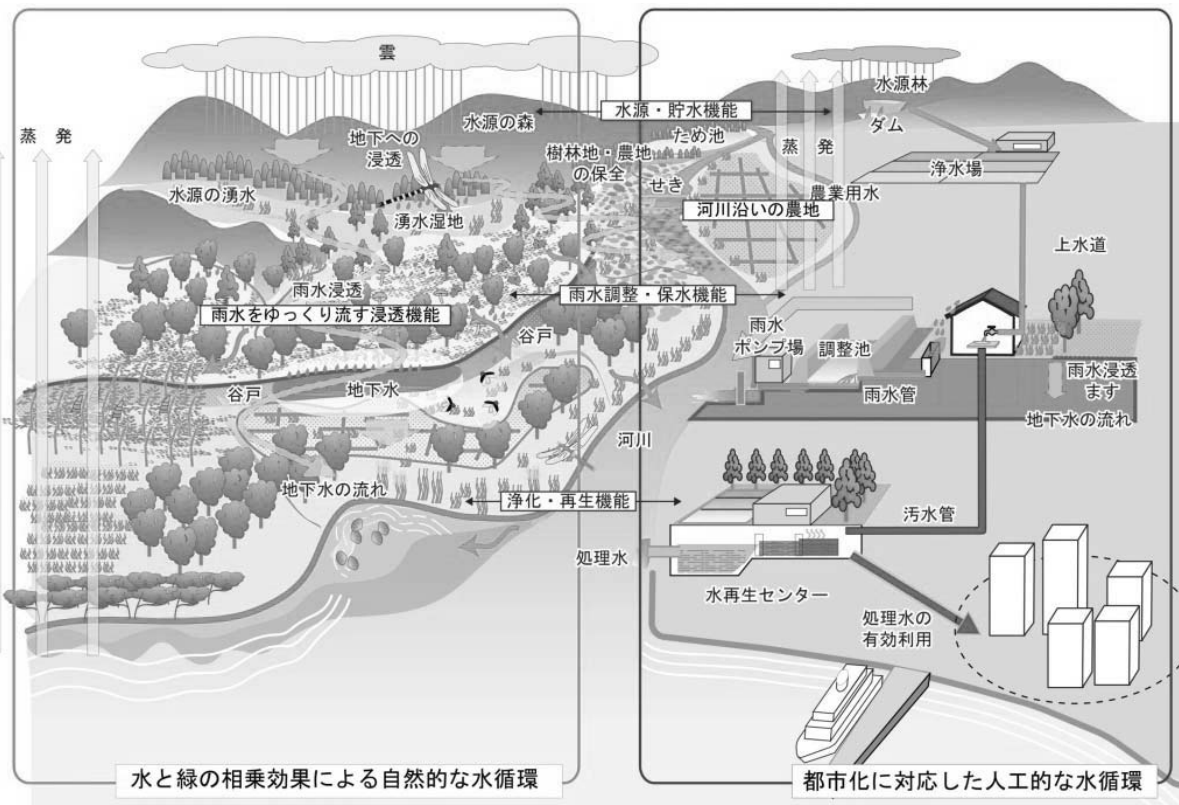 雲
水源林
水源・貯水機能
水源の森
ため池
ダム
蒸 発
地下への
浸透
樹林地・農地
の保全
蒸 発
浄水場
水源の湧水
せき
農業用水
湧水湿地
河川沿いの農地
上水道
雨水浸透
雨水調整・保水機能
雨水をゆっくり流す浸透機能
谷戸
雨水
ポンプ場
調整池
雨水浸透
ます
谷戸
地下水
雨水管
地下水の流れ
河川
地下水の流れ
浄化・再生機能
汚水管
処理水
水再生センター
処理水の
有効利用
水と緑の相乗効果による自然的な水循環
都市化に対応した人工的な水循環